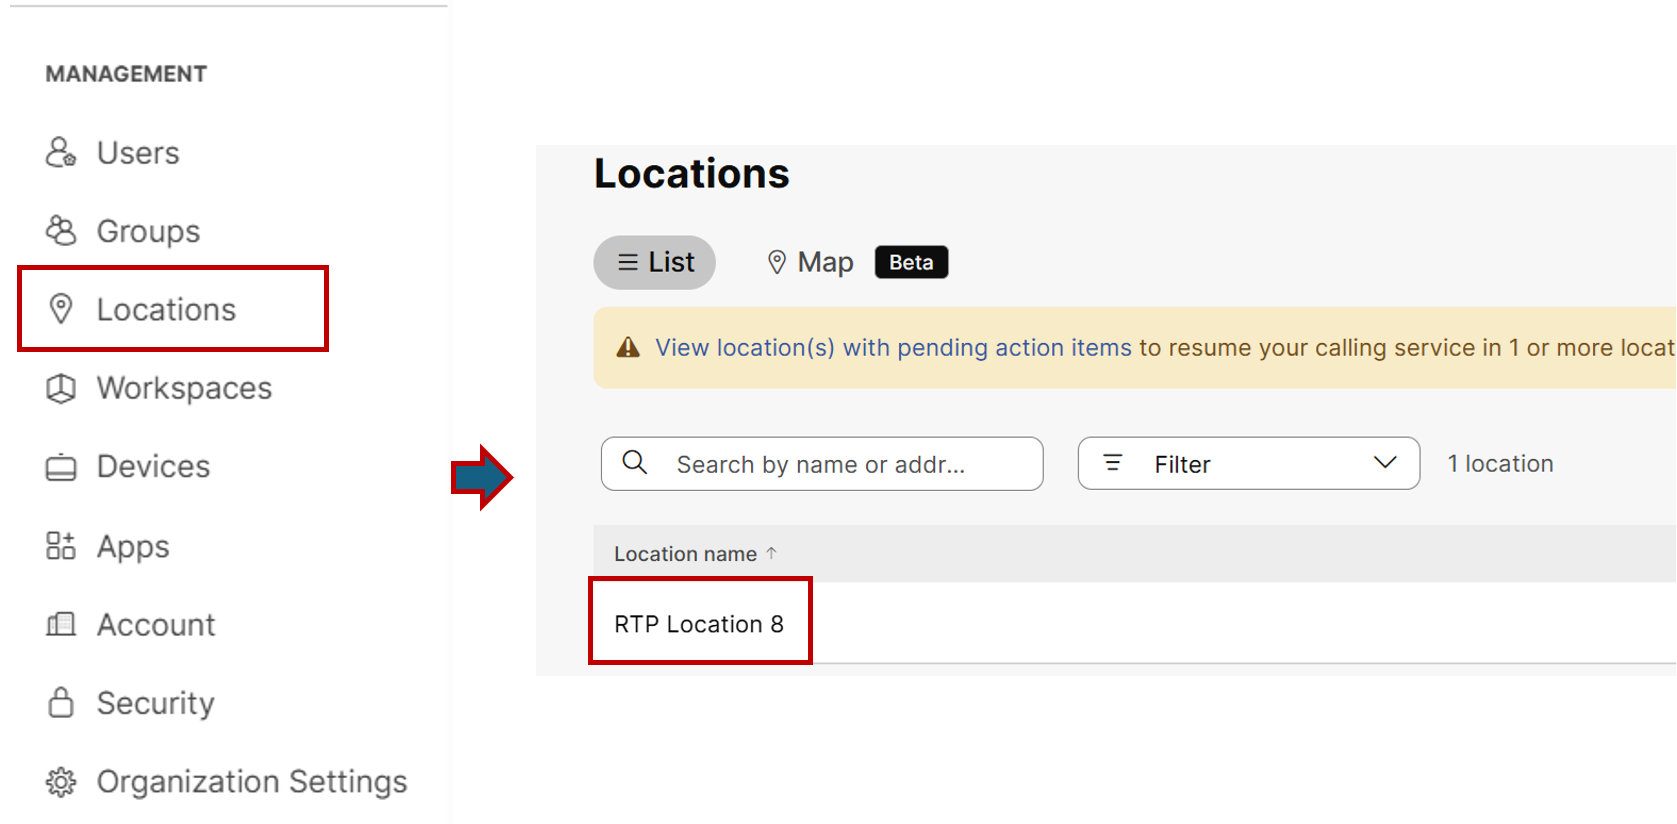 MANAGEMENT
Users
Groups
Locations
Workspaces
Devices
Apps
Account
Security
Organization Settings
Locations
List
Map
Beta
View location(s) with pending action items to resume your calling service in 1 or more locat
Search by name or addr...
Filter
1 location
Location name ↑
RTP Location 8